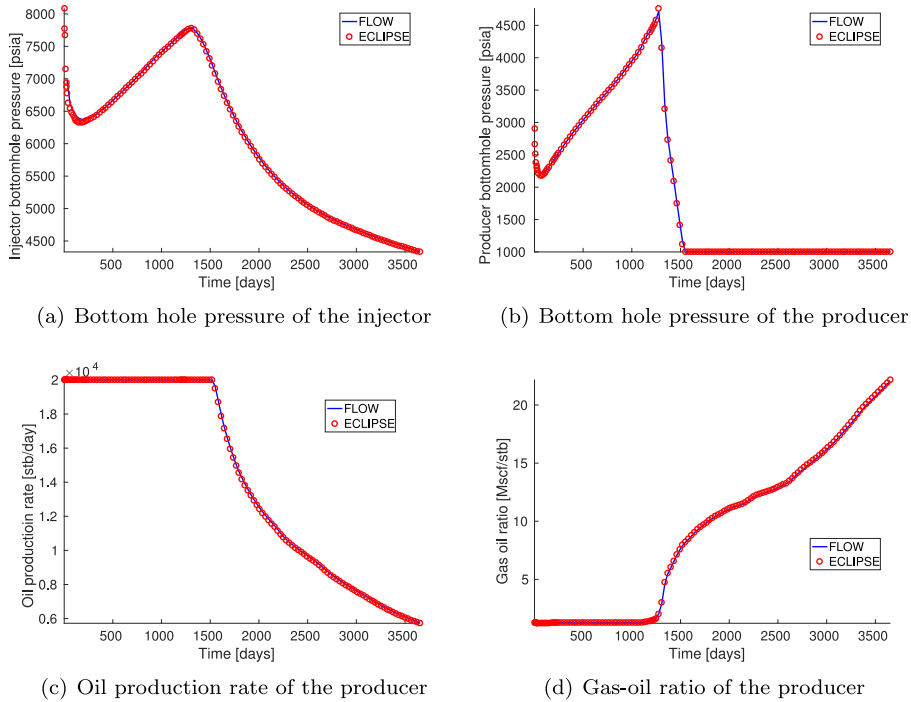 8000
7500
7000
6500
6000
5500
5000
4500
Injector bottomhole pressure [psia]
500 1000 1500 2000 2500 3000 3500
Time [days]
FLOW
ECLIPSE
(a) Bottom hole pressure of the injector
4500
4000
3500
3000
2500
2000
1500
1000
Producer bottomhole pressure [psia]
500 1000 1500 2000 2500 3000 3500
Time [days]
FLOW
ECLIPSE
(b) Bottom hole pressure of the producer
×10^4
2
1.8
1.6
1.4
1.2
1
0.8
0.6
Oil productioin rate [stb/day]
500 1000 1500 2000 2500 3000 3500
Time [days]
FLOW
ECLIPSE
(c) Oil production rate of the producer
20
15
10
5
Gas oil ratio [Mscf/stb]
500 1000 1500 2000 2500 3000 3500
Time [days]
FLOW
ECLIPSE
(d) Gas-oil ratio of the producer